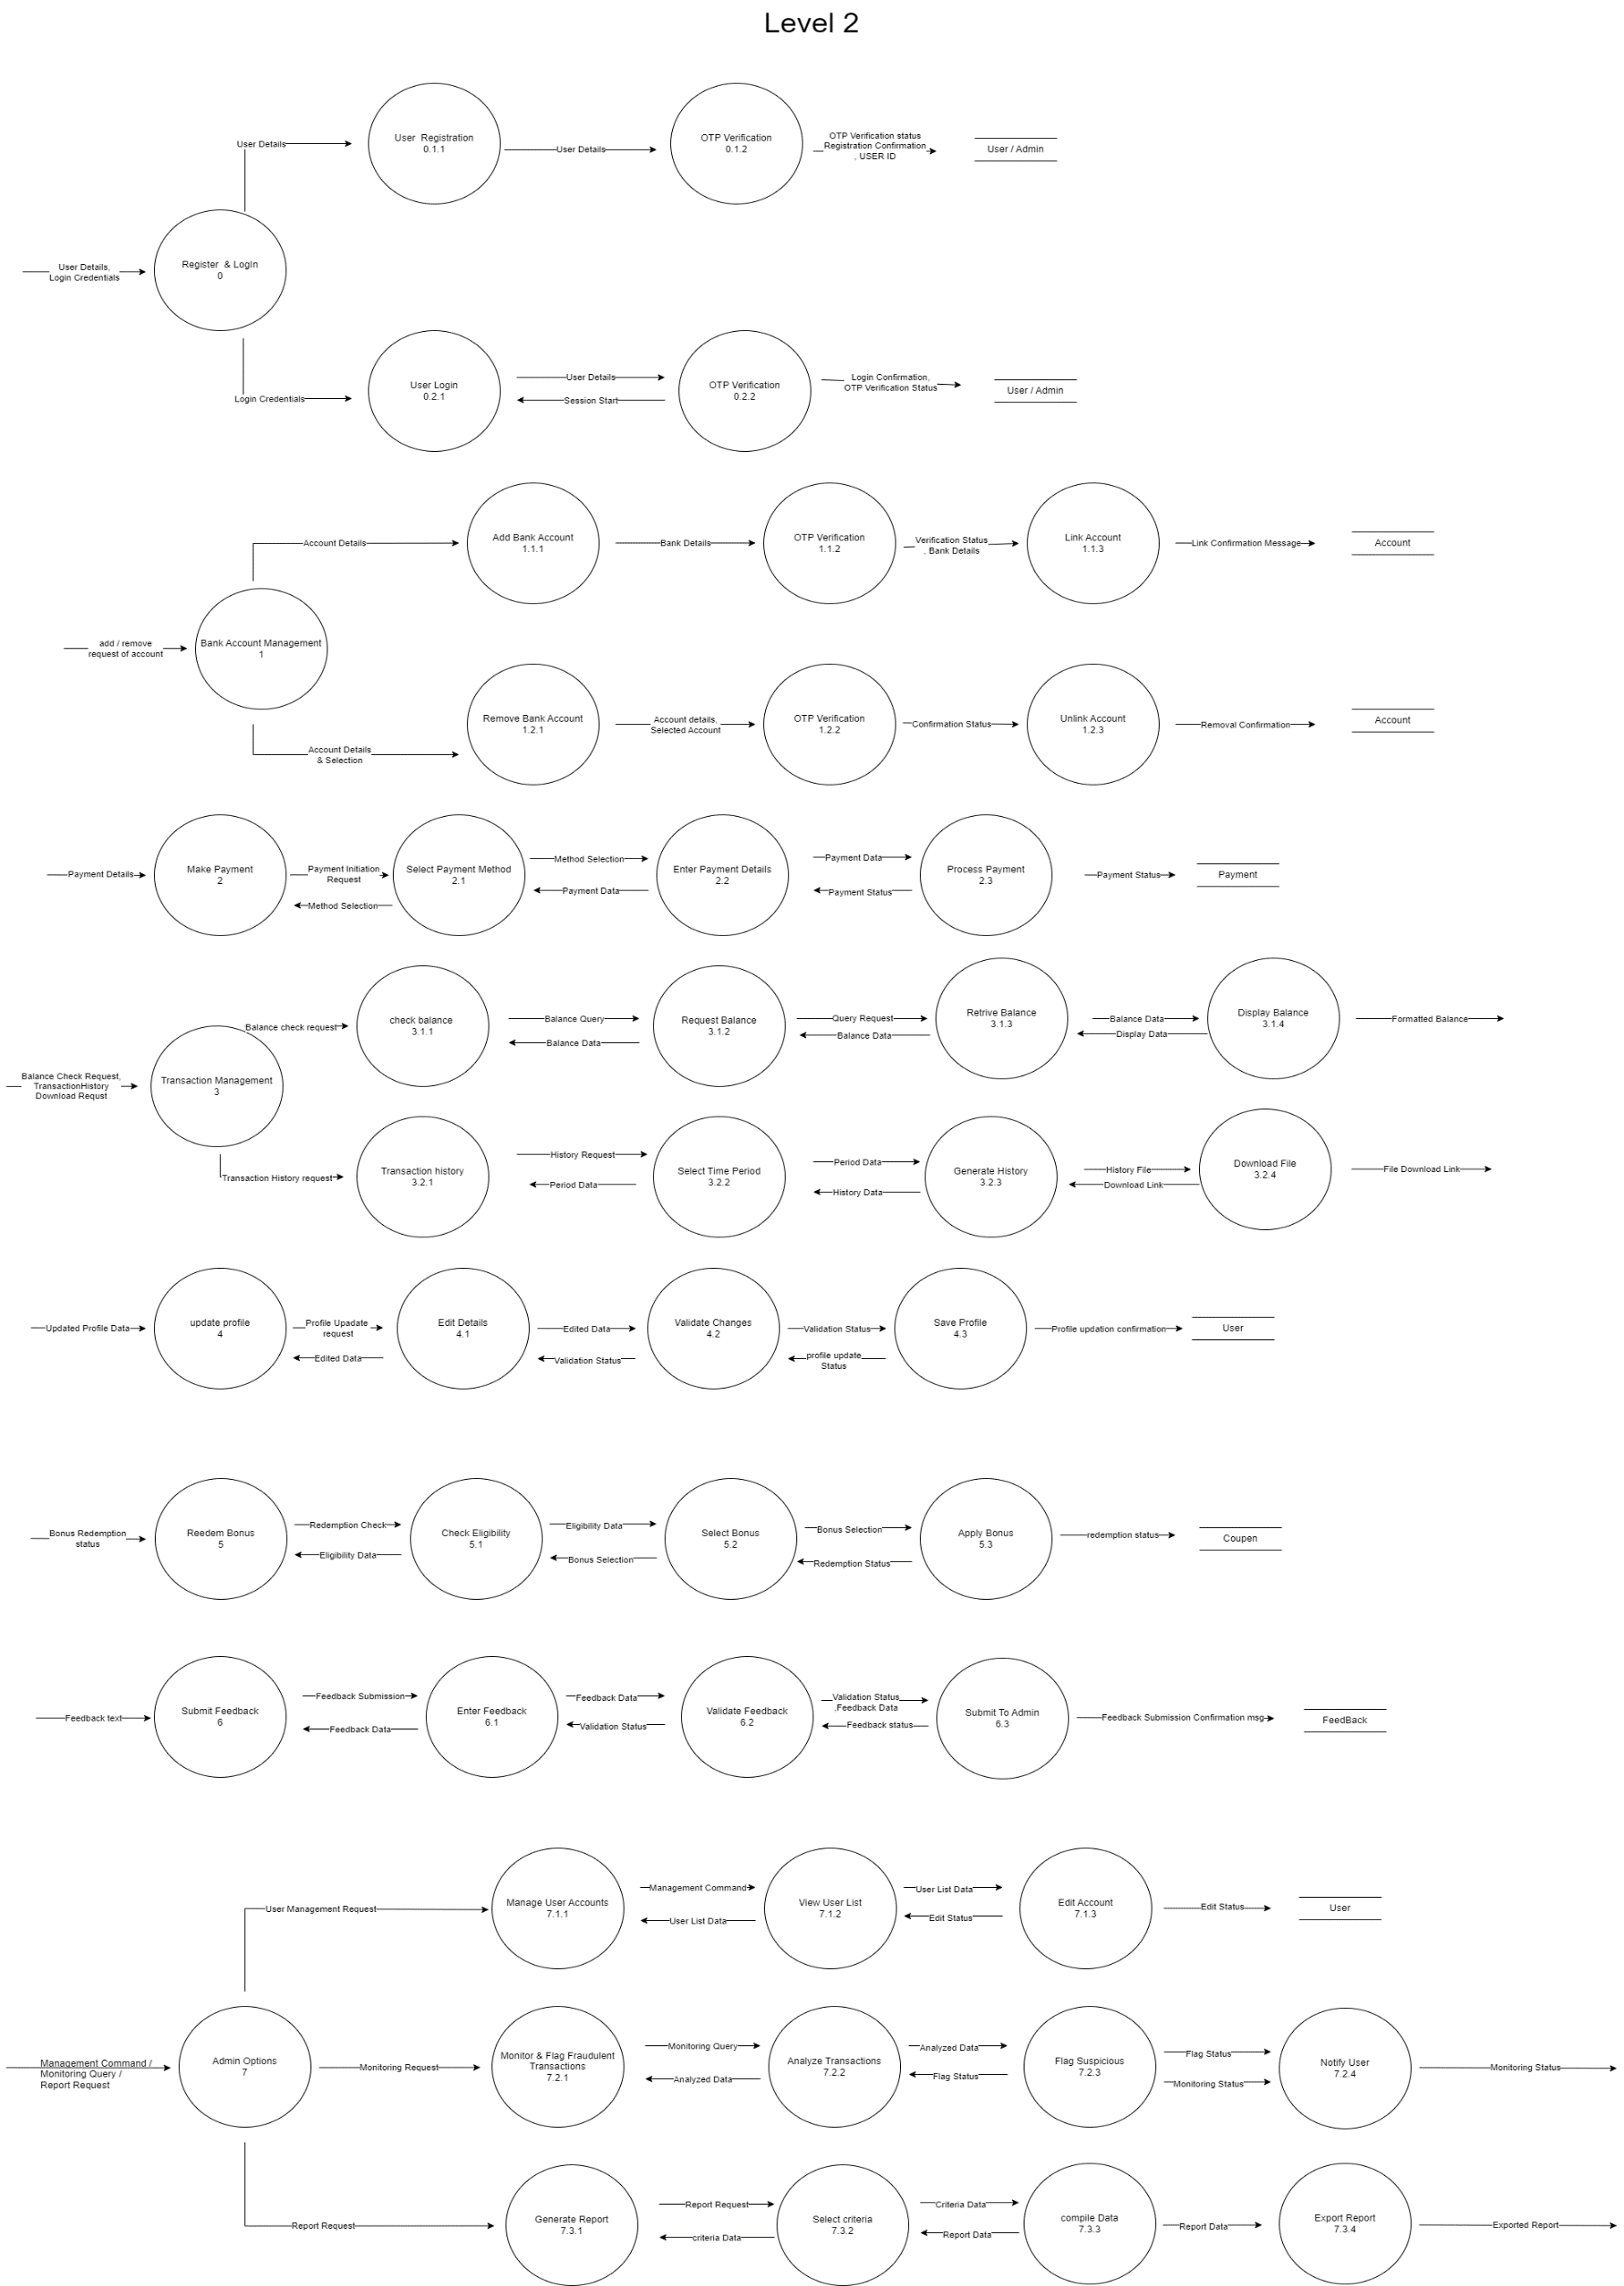 Level 2
User Details
User  Registration
0.1.1
User Details
OTP Verification
0.1.2
OTP Verification status
Registration Confirmation
, USER ID
User / Admin
User Details,
Login Credentials
Register  & LogIn
0
Login Credentials
User Login
0.2.1
User Details
Session Start
OTP Verification
0.2.2
Login Confirmation,
OTP Verification Status
User / Admin
Account Details
Add Bank Account
1.1.1
Bank Details
OTP Verification
1.1.2
Verification Status
, Bank Details
Link Account
1.1.3
Link Confirmation Message
Account
add / remove
request of account
Bank Account Management
1
Account Details
& Selection
Remove Bank Account
1.2.1
Account details,
Selected Account
OTP Verification
1.2.2
Confirmation Status
Unlink Account
1.2.3
Removal Confirmation
Account
Payment Details
Make Payment
2
Payment Initiation
Request
Method Selection
Select Payment Method
2.1
Method Selection
Payment Data
Enter Payment Details
2.2
Payment Data
Payment Status
Process Payment
2.3
Payment Status
Payment
Balance Check Request,
TransactionHistory
Download Requst
Transaction Management
3
Balance check request
check balance
3.1.1
Balance Query
Balance Data
Request Balance
3.1.2
Query Request
Balance Data
Retrive Balance
3.1.3
Balance Data
Display Data
Display Balance
3.1.4
Formatted Balance
Transaction History request
Transaction history
3.2.1
History Request
Period Data
Select Time Period
3.2.2
Period Data
History Data
Generate History
3.2.3
History File
Download Link
Download File
3.2.4
File Download Link
Updated Profile Data
update profile
4
Profile Upadate
request
Edited Data
Edit Details
4.1
Edited Data
Validation Status
Validate Changes
4.2
Validation Status
profile update
Status
Save Profile
4.3
Profile updation confirmation
User
Bonus Redemption
status
Reedem Bonus
5
Redemption Check
Eligibility Data
Check Eligibility
5.1
Eligibility Data
Bonus Selection
Select Bonus
5.2
Bonus Selection
Redemption Status
Apply Bonus
5.3
redemption status
Coupen
Feedback text
Submit Feedback
6
Feedback Submission
Feedback Data
Enter Feedback
6.1
Feedback Data
Validation Status
Validate Feedback
6.2
Validation Status
,Feedback Data
Feedback status
Submit To Admin
6.3
Feedback Submission Confirmation msg
FeedBack
User Management Request
Manage User Accounts
7.1.1
Management Command
User List Data
View User List
7.1.2
User List Data
Edit Status
Edit Account
7.1.3
Edit Status
User
Management Command /
Monitoring Query /
Report Request
Admin Options
7
Monitoring Request
Monitor & Flag Fraudulent
Transactions
7.2.1
Monitoring Query
Analyzed Data
Analyze Transactions
7.2.2
Analyzed Data
Flag Status
Flag Suspicious
7.2.3
Flag Status
Monitoring Status
Notify User
7.2.4
Monitoring Status
Report Request
Generate Report
7.3.1
Report Request
criteria Data
Select criteria
7.3.2
Criteria Data
Report Data
compile Data
7.3.3
Report Data
Export Report
7.3.4
Exported Report